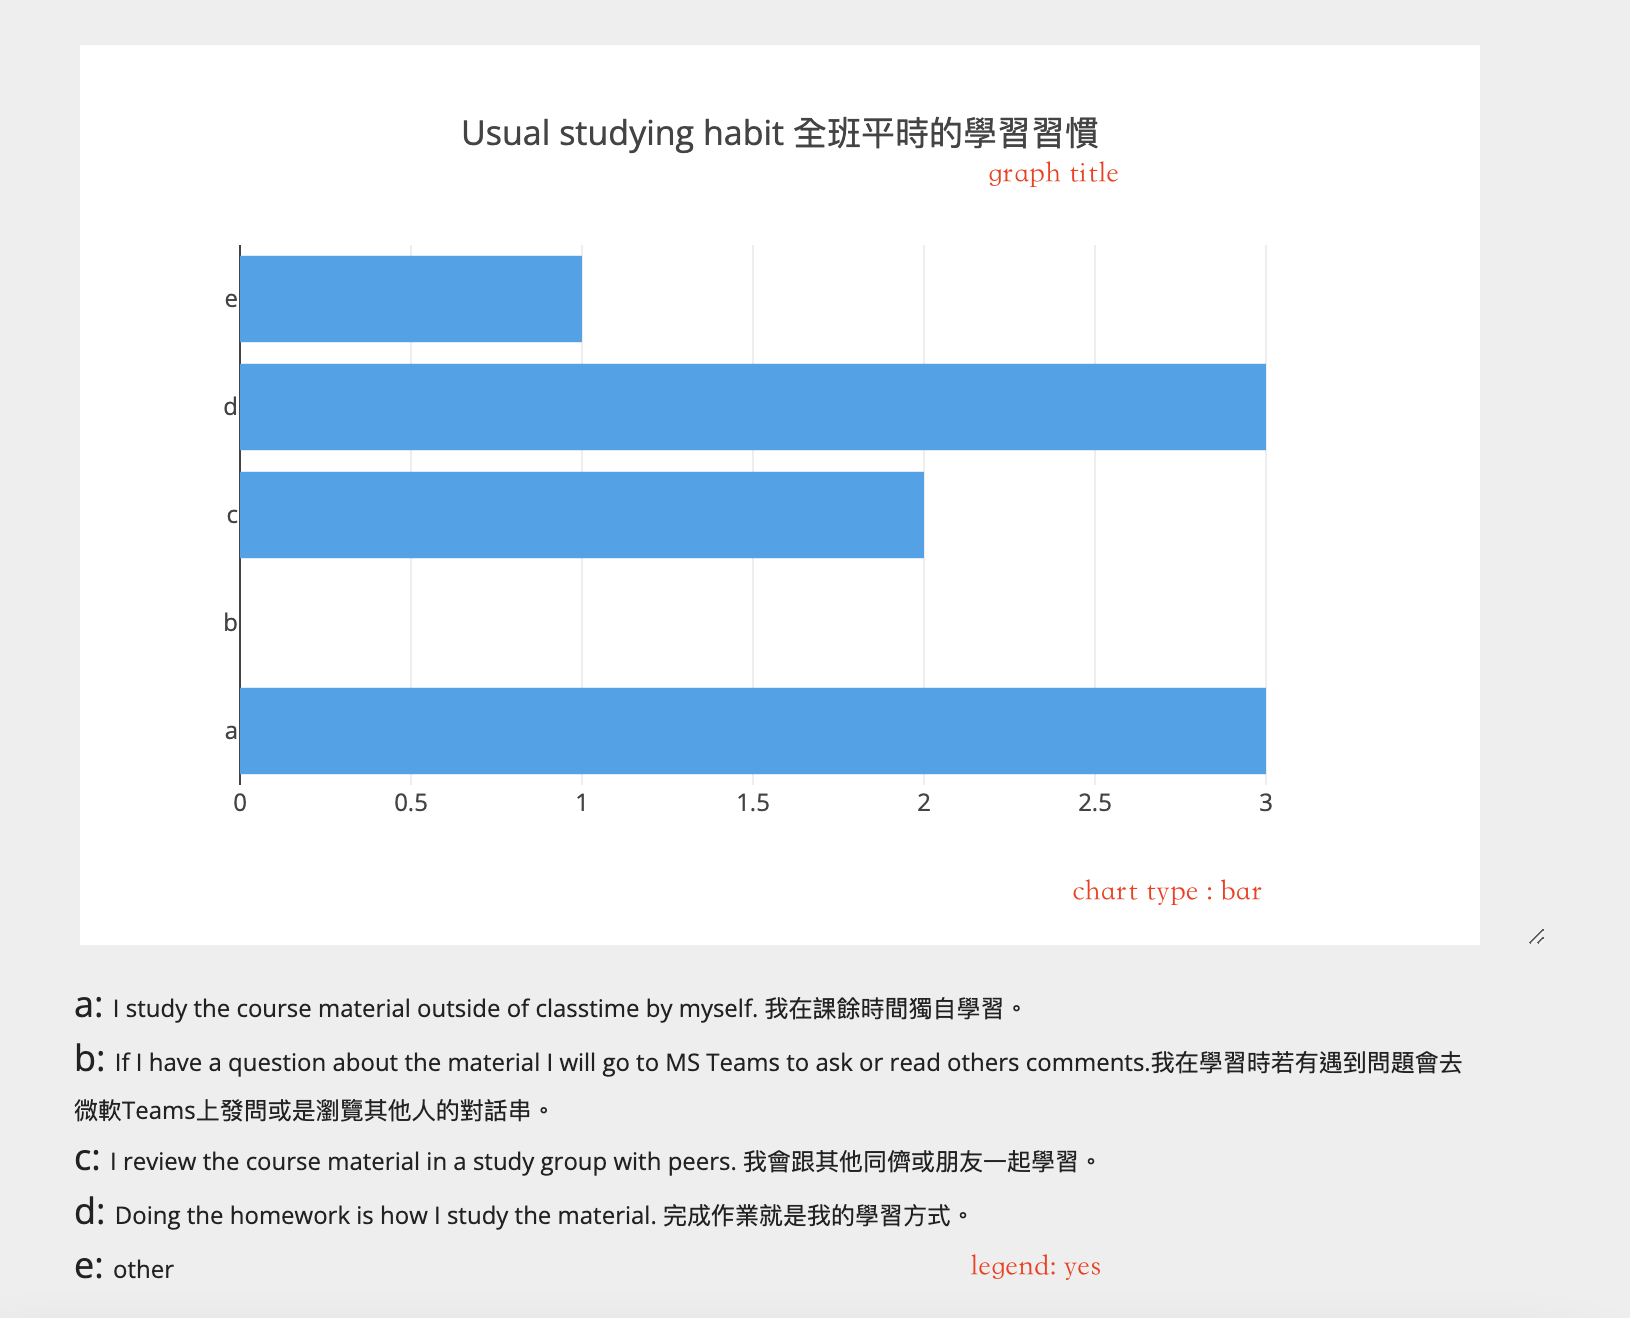 Usual studying habit 全班平時的學習習慣
graph title
e
d
c
b
a
0 0.5 1 1.5 2 2.5 3
chart type : bar
a: I study the course material outside of classtime by myself. 我在課餘時間獨自學習。
b: If I have a question about the material I will go to MS Teams to ask or read others comments.我在學習時若有遇到問題會去
微軟Teams上發問或是瀏覽其他人的對話串。
c: I review the course material in a study group with peers. 我會跟其他同儕或朋友一起學習。
d: Doing the homework is how I study the material. 完成作業就是我的學習方式。
e: other
legend: yes